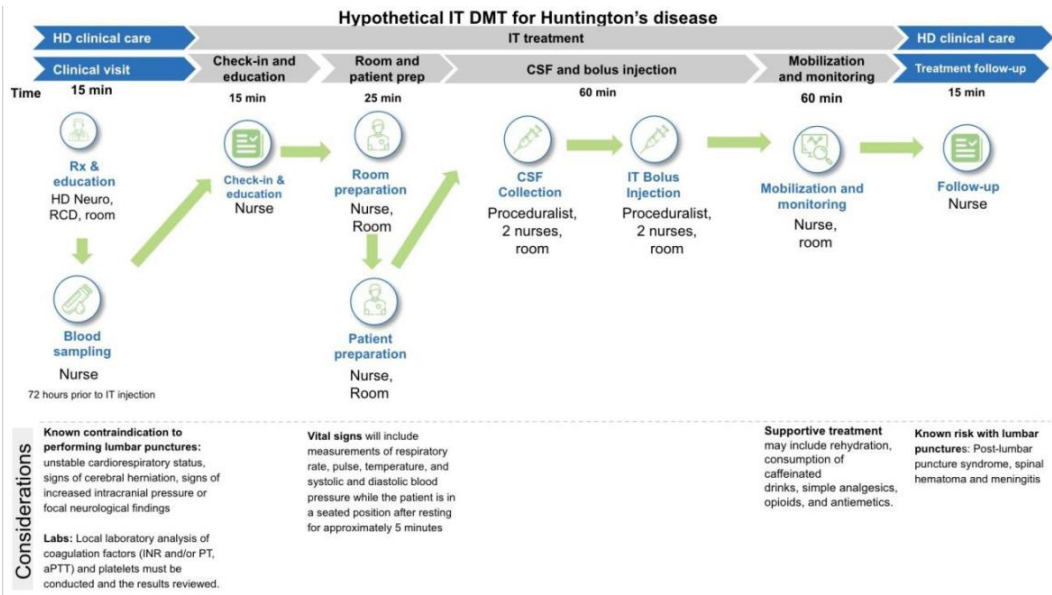 Hypothetical IT DMT for Huntington's disease
HD clinical care
IT treatment
HD clinical care
Clinical visit
Check-in and
education
Room and
patient prep
CSF and bolus injection
Mobilization
and monitoring
Treatment follow-up
Time
15 min
15 min
25 min
60 min
60 min
15 min
Rx &
education
HD Neuro,
RCD, room
Blood
sampling
Nurse
72 hours prior to IT injection
Check-in &
education
Nurse
Room
preparation
Nurse,
Room
Patient
preparation
Nurse,
Room
CSF
Collection
Proceduralist,
2 nurses,
room
IT Bolus
Injection
Proceduralist,
2 nurses,
room
Mobilization and
monitoring
Nurse,
room
Follow-up
Nurse
Considerations
Known contraindication to
performing lumbar punctures:
unstable cardiorespiratory status,
signs of cerebral herniation, signs of
increased intracranial pressure or
focal neurological findings
Labs: Local laboratory analysis of
coagulation factors (INR and/or PT,
aPTT) and platelets must be
conducted and the results reviewed.
Vital signs will include
measurements of respiratory
rate, pulse, temperature, and
systolic and diastolic blood
pressure while the patient is in
a seated position after resting
for approximately 5 minutes
Supportive treatment
may include rehydration,
consumption of
caffeinated
drinks, simple analgesics,
opioids, and antiemetics.
Known risk with lumbar
punctures: Post-lumbar
puncture syndrome, spinal
hematoma and meningitis